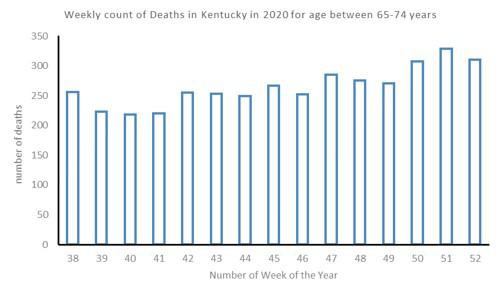 Weekly count of Deaths in Kentucky in 2020 for age between 65-74 years
350
300
250
200
150
100
50
0
number of deaths
38 39 40 41 42 43 44 45 46 47 48 49 50 51 52
Number of Week of the Year